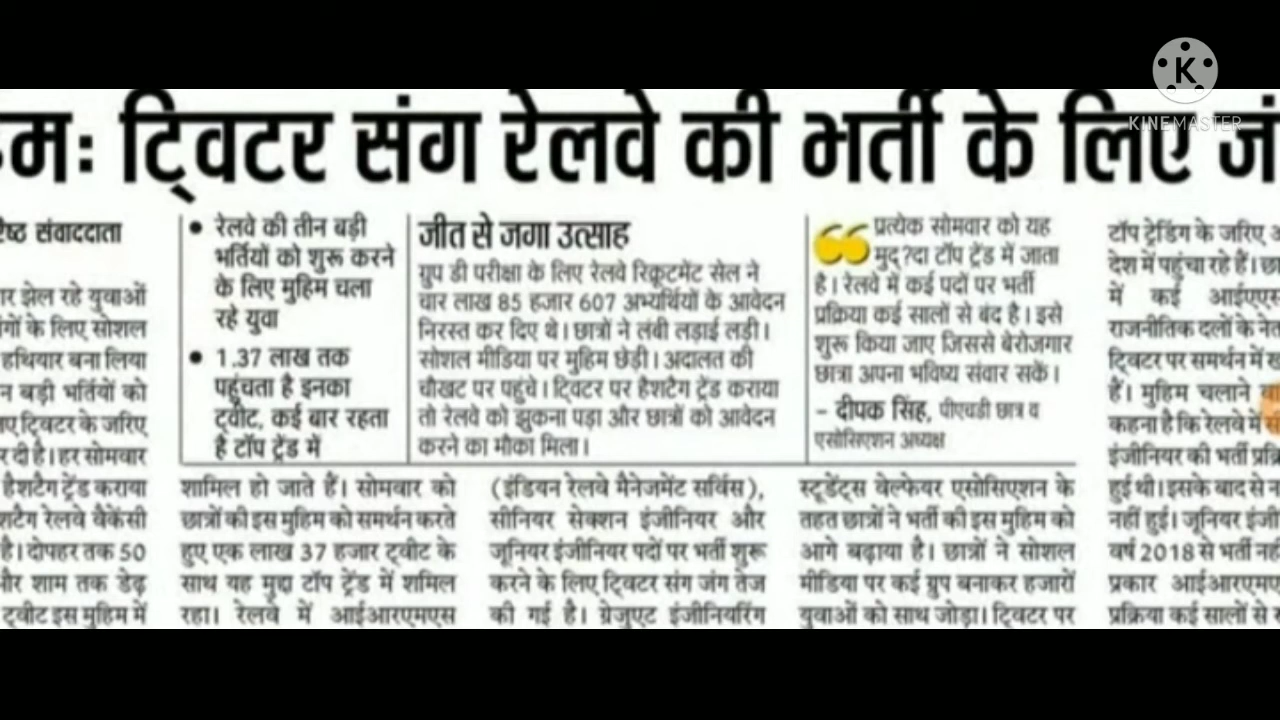 K
KINEMASTER
ट्विटर संग रेलवे की भर्ती के लिए
संवाददाता
झेल रहे युवाओं
के लिए सोशल
हथियार बना लिया
बड़ी भर्तियों को
ट्विटर के जरिए
दी है। हर सोमवार
हैशटैग ट्रेंड कराया
रेलवे वैकेंसी
है। दोपहर तक 50
और शाम तक डेढ़
ट्वीट इस मुहिम में
• रेलवे की तीन बड़ी
भर्तियों को शुरू करने
के लिए मुहिम चला
रहे युवा
• 1.37 लाख तक
पहुंचता है इनका
ट्वीट, कई बार रहता
है टॉप ट्रेंड में
जीत से जगा उत्साह
ग्रुप डी परीक्षा के लिए रेलवे रिक्रूटमेंट सेल ने
चार लाख 85 हजार 607 अभ्यर्थियों के आवेदन
निरस्त कर दिए थे। छात्रों ने लंबी लड़ाई लड़ी।
सोशल मीडिया पर मुहिम छेड़ी। अदालत की
चौखट पर पहुंचे। ट्विटर पर हैशटैग ट्रेंड कराया
तो रेलवे को झुकना पड़ा और छात्रों को आवेदन
करने का मौका मिला।
प्रत्येक सोमवार को यह
मुद्?दा टॉप ट्रेंड में जाता
है। रेलवे में कई पदों पर भर्ती
प्रक्रिया कई सालों से बंद है। इसे
शुरू किया जाए जिससे बेरोजगार
छात्रा अपना भविष्य संवार सकें।
– दीपक सिंह, पीएचडी छात्र व
एसोसिएशन अध्यक्ष
शामिल हो जाते हैं। सोमवार को
छात्रों की इस मुहिम को समर्थन करते
हुए एक लाख 37 हजार ट्वीट के
साथ यह मुद्दा टॉप ट्रेंड में शमिल
रहा। रेलवे में आईआरएमएस
(इंडियन रेलवे मैनेजमेंट सर्विस),
सीनियर सेक्शन इंजीनियर और
जूनियर इंजीनियर पदों पर भर्ती शुरू
करने के लिए ट्विटर संग जंग तेज
की गई है। ग्रेजुएट इंजीनियरिंग
स्टूडेंट्स वेल्फेयर एसोसिएशन के
तहत छात्रों ने भर्ती की इस मुहिम को
आगे बढ़ाया है। छात्रों ने सोशल
मीडिया पर कई ग्रुप बनाकर हजारों
युवाओं को साथ जोड़ा। ट्विटर पर
टॉप ट्रेडिंग के जरिए
देश में पहुंचा रहे हैं।
में कई
राजनीतिक दलों के
ट्विटर पर समर्थन में
हैं। मुहिम चलाने
कहना है कि रेलवे में
इंजीनियर की भर्ती
हुई थी। इसके बाद से
नहीं हुई। जूनियर
वर्ष 2018 से भर्ती
प्रकार
प्रक्रिया कई सालों से